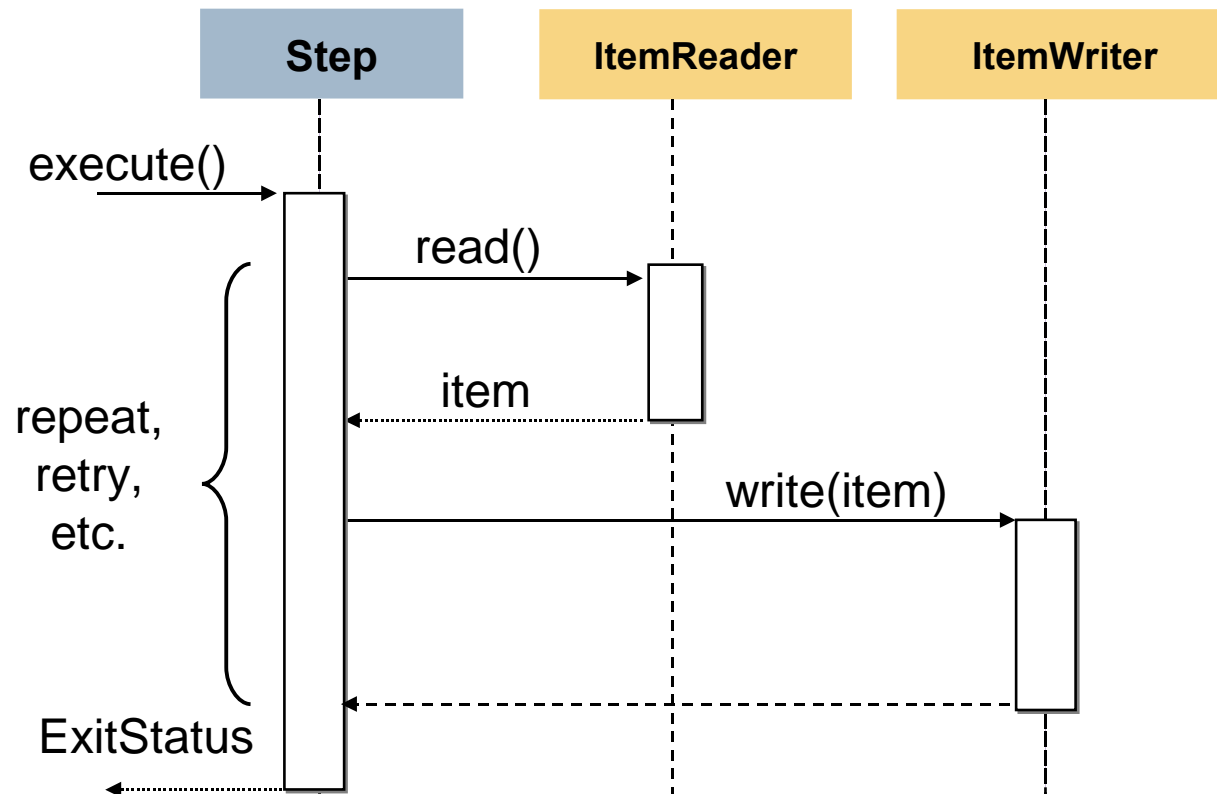 Step
ItemReader
ItemWriter
execute()
read()
item
repeat,
retry,
etc.
write(item)
ExitStatus